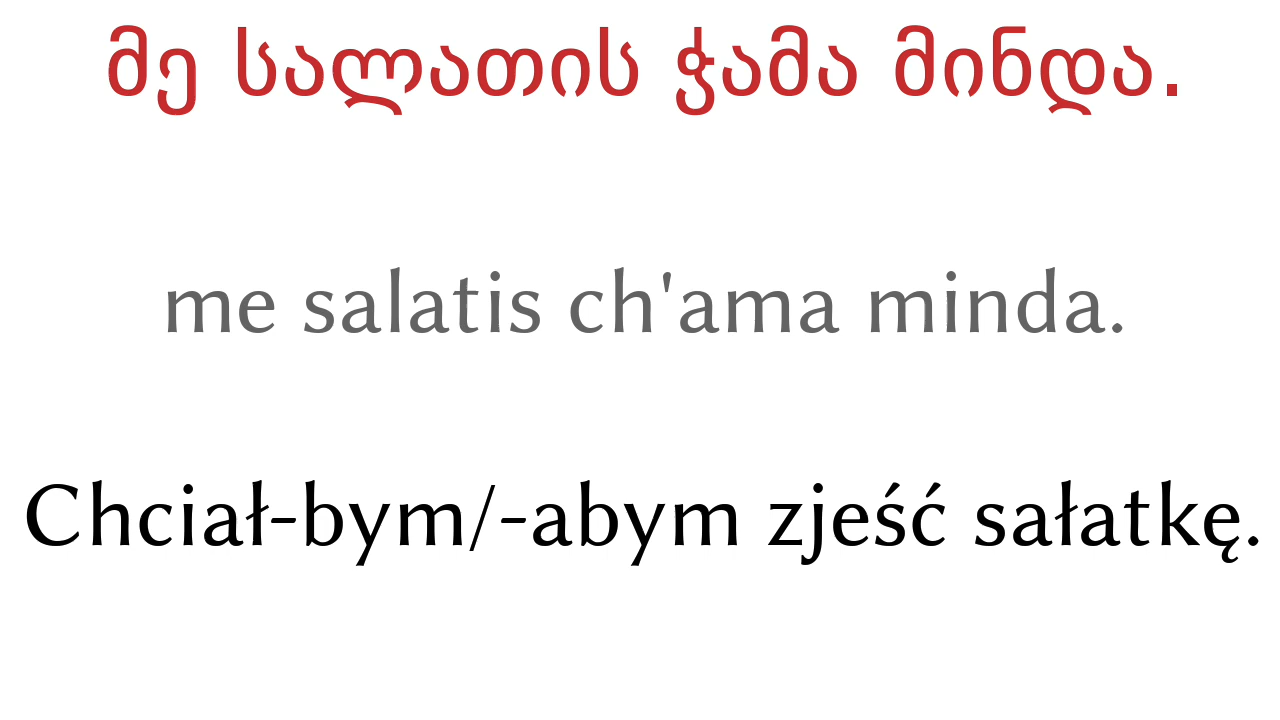 მე სალათის ჭამა მინდა.
me salatis ch'ama minda.
Chciał-bym/-abym zjeść sałatkę.